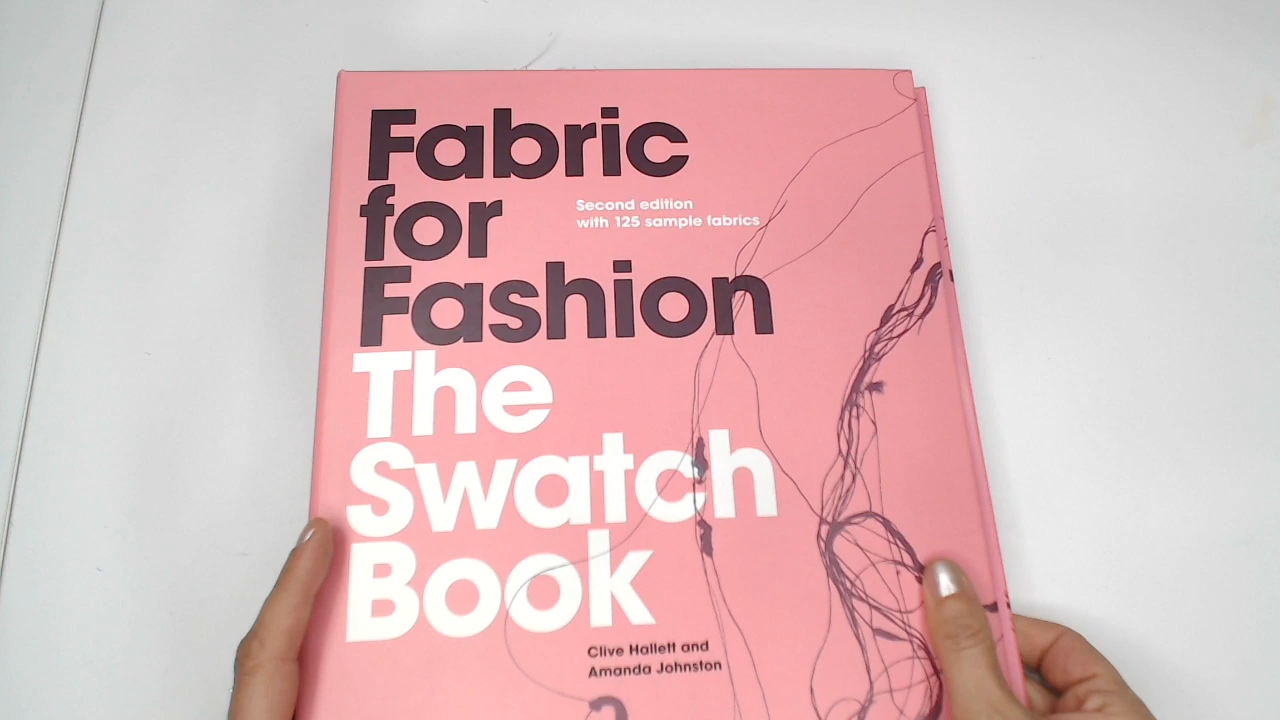 Fabric
for
Second edition
with 125 sample fabrics
Fashion
The
Swatch
Book
Clive Hallett and
Amanda Johnston